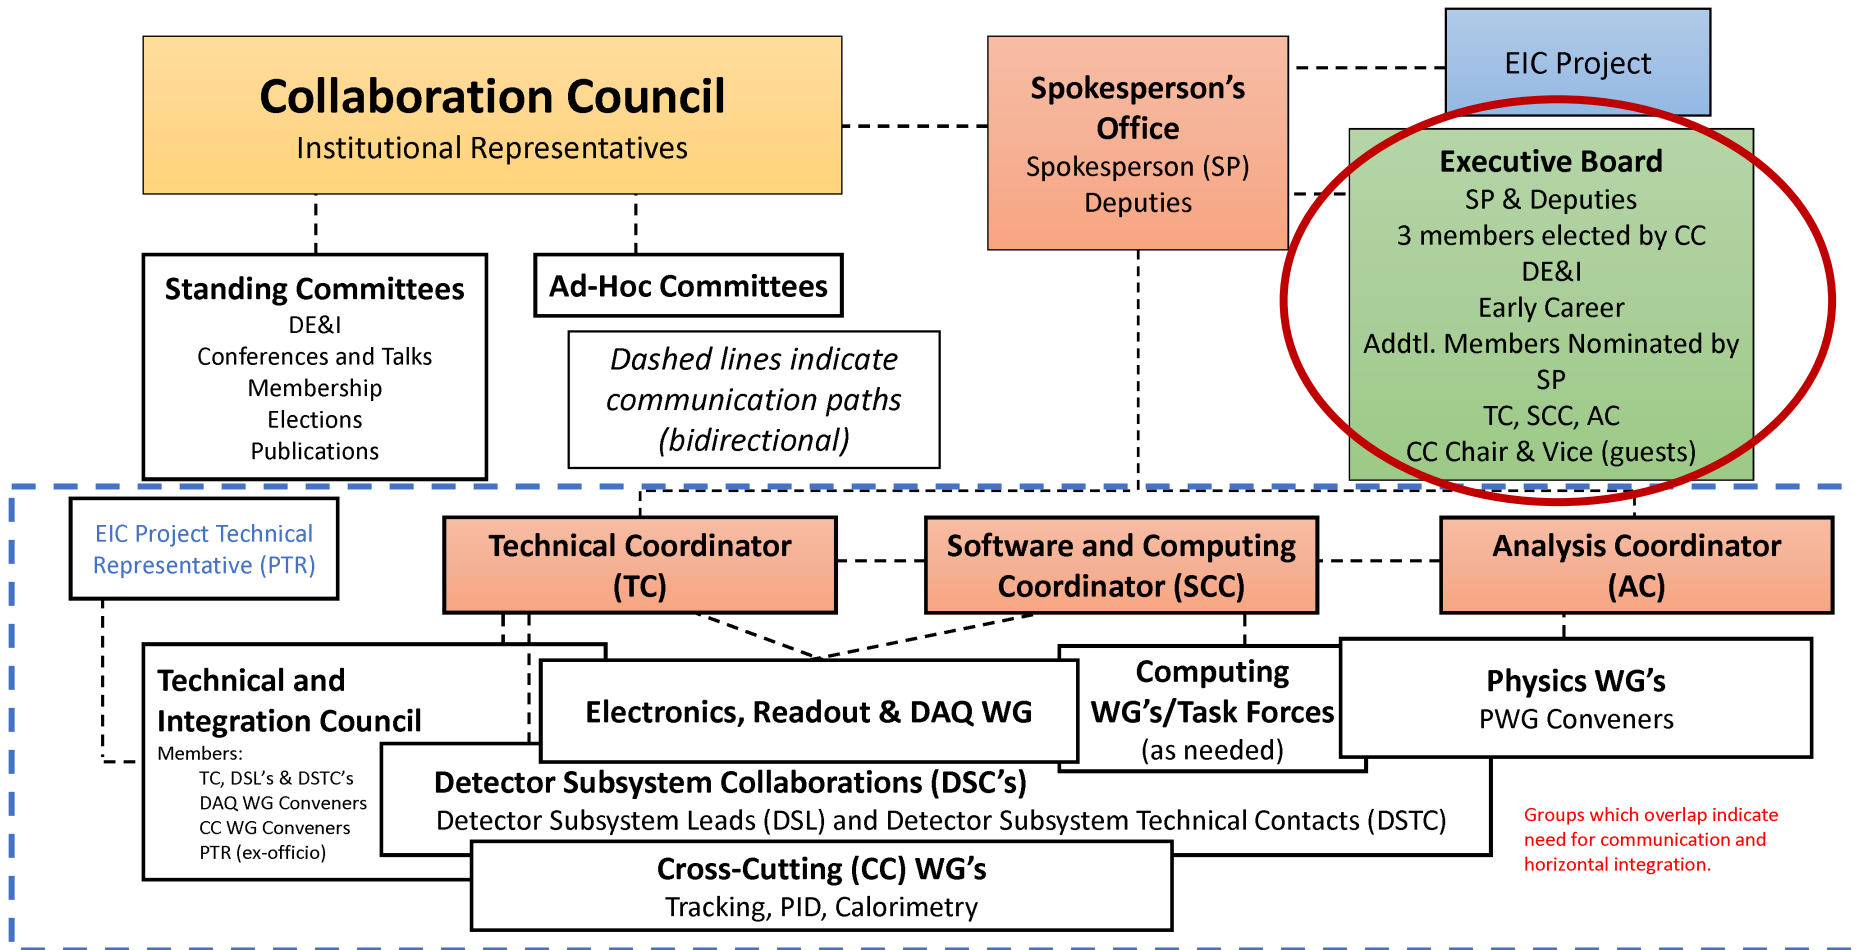 Collaboration Council
Institutional Representatives
Spokesperson’s
Office
Spokesperson (SP)
Deputies
EIC Project
Executive Board
SP & Deputies
3 members elected by CC
DE&I
Early Career
Addtl. Members Nominated by
SP
TC, SCC, AC
CC Chair & Vice (guests)
Standing Committees
DE&I
Conferences and Talks
Membership
Elections
Publications
Ad-Hoc Committees
Dashed lines indicate
communication paths
(bidirectional)
EIC Project Technical
Representative (PTR)
Technical Coordinator
(TC)
Software and Computing
Coordinator (SCC)
Analysis Coordinator
(AC)
Technical and
Integration Council
Members:
TC, DSL’s & DSTC’s
DAQ WG Conveners
CC WG Conveners
PTR (ex-officio)
Electronics, Readout & DAQ WG
Computing
WG’s/Task Forces
(as needed)
Physics WG’s
PWG Conveners
Detector Subsystem Collaborations (DSC’s)
Detector Subsystem Leads (DSL) and Detector Subsystem Technical Contacts (DSTC)
Cross-Cutting (CC) WG’s
Tracking, PID, Calorimetry
Groups which overlap indicate
need for communication and
horizontal integration.